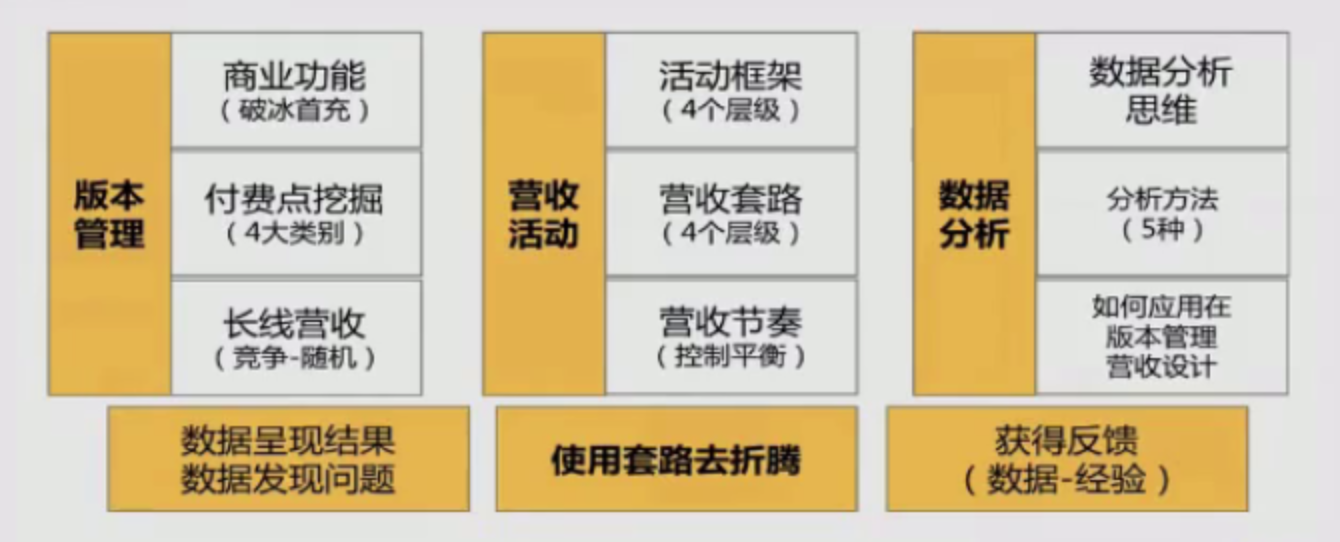 版本
管理
商业功能
（破冰首充）
付费点挖掘
（4大类别）
长线营收
（竞争-随机）
营收
活动
活动框架
（4个层级）
营收套路
（4个层级）
营收节奏
（控制平衡）
数据
分析
数据分析
思维
分析方法
（5种）
如何应用在
版本管理
营收设计
数据呈现结果
数据发现问题
使用套路去折腾
获得反馈
（数据-经验）